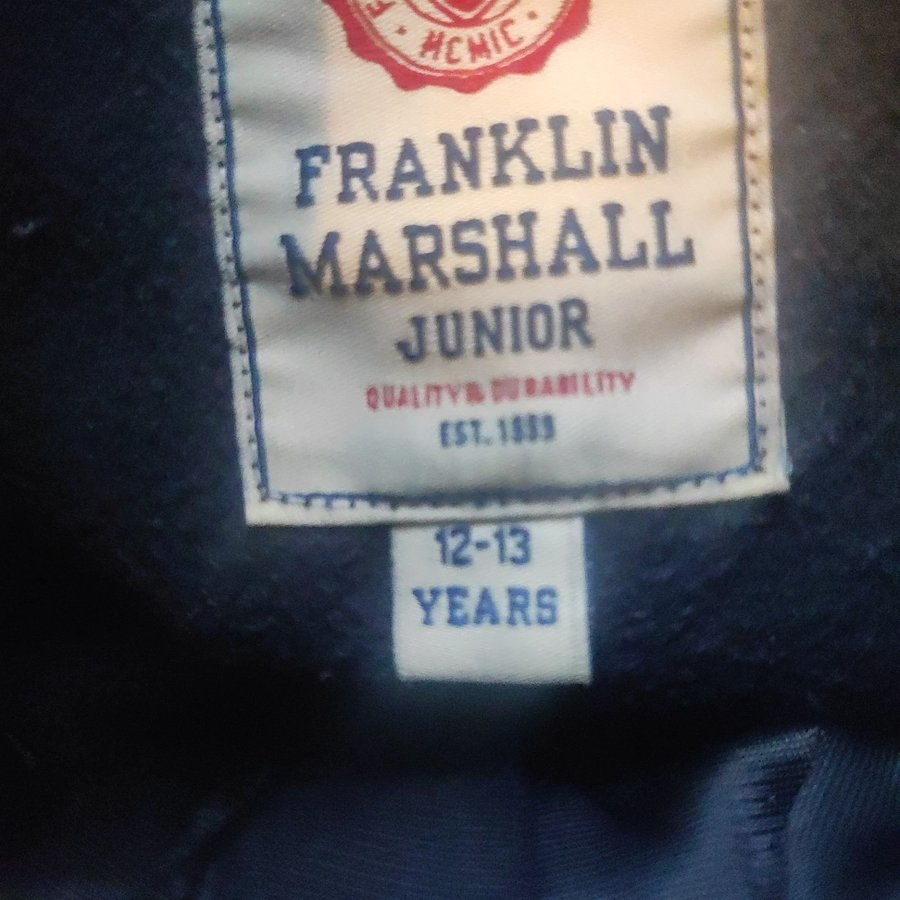 MCMIC
FRANKLIN
MARSHALL
JUNIOR
QUALITY & DURABILITY
EST. 1999
12-13
YEARS